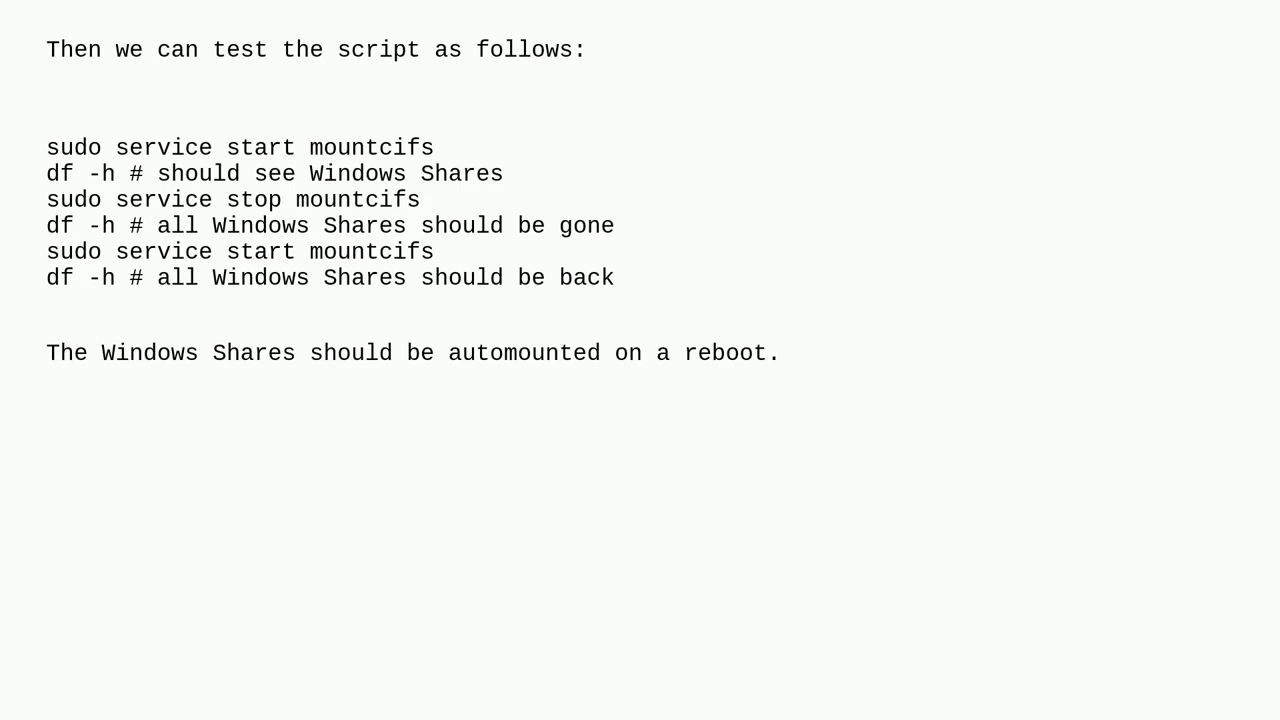 Then we can test the script as follows:
sudo service start mountcifs
df -h # should see Windows Shares
sudo service stop mountcifs
df -h # all Windows Shares should be gone
sudo service start mountcifs
df -h # all Windows Shares should be back
The Windows Shares should be automounted on a reboot.